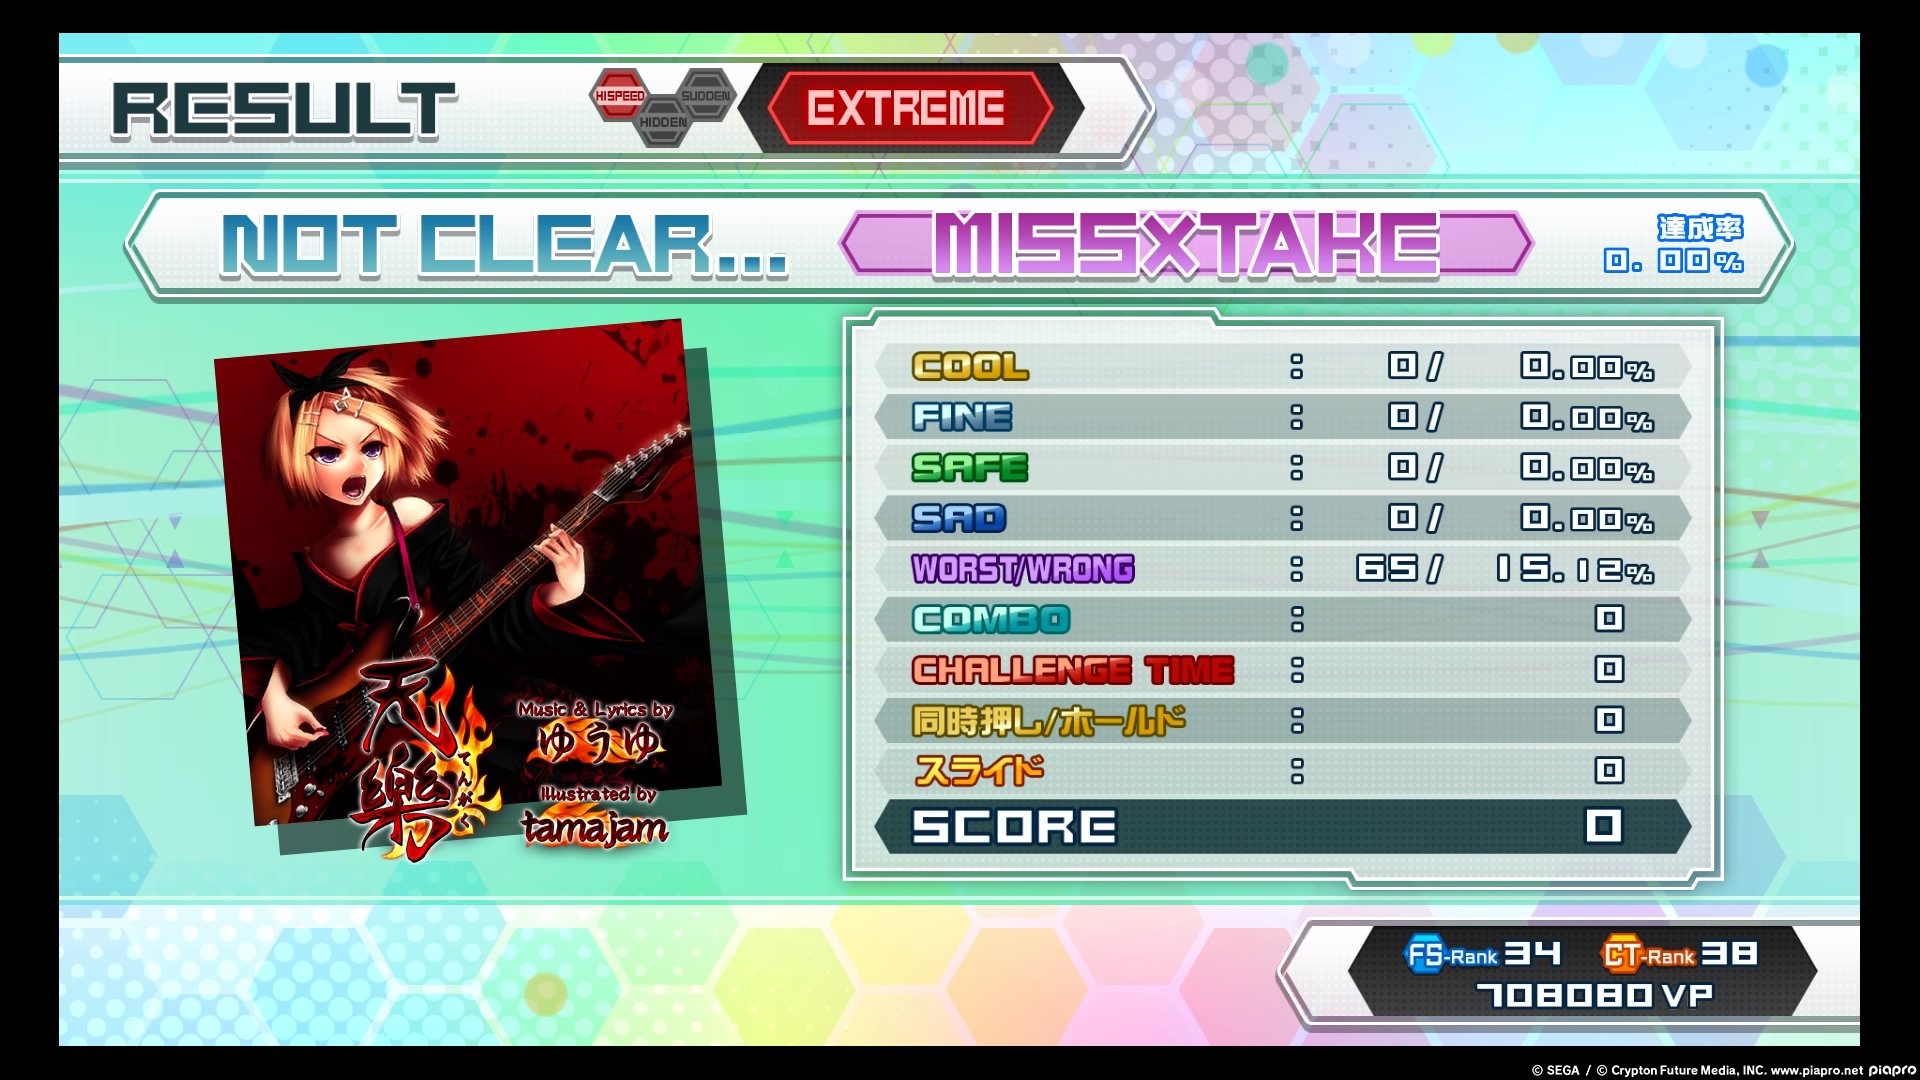 RESULT
HISPEED
HIDDEN
SUDDEN
EXTREME
NOT CLEAR...
MISS×TAKE
達成率
0.00%
COOL : 0/ 0.00%
FINE : 0/ 0.00%
SAFE : 0/ 0.00%
SAD : 0/ 0.00%
WORST/WRONG : 65/ 15.12%
COMBO : 0
CHALLENGE TIME : 0
同時押し/ホールド : 0
スライド : 0
SCORE 0
天樂
てんがく
Music & Lyrics by
ゆうゆ
Illustrated by
tamajam
FS-Rank 34 CT-Rank 38
708080 VP
© SEGA / © Crypton Future Media, INC. www.piapro.net piapro